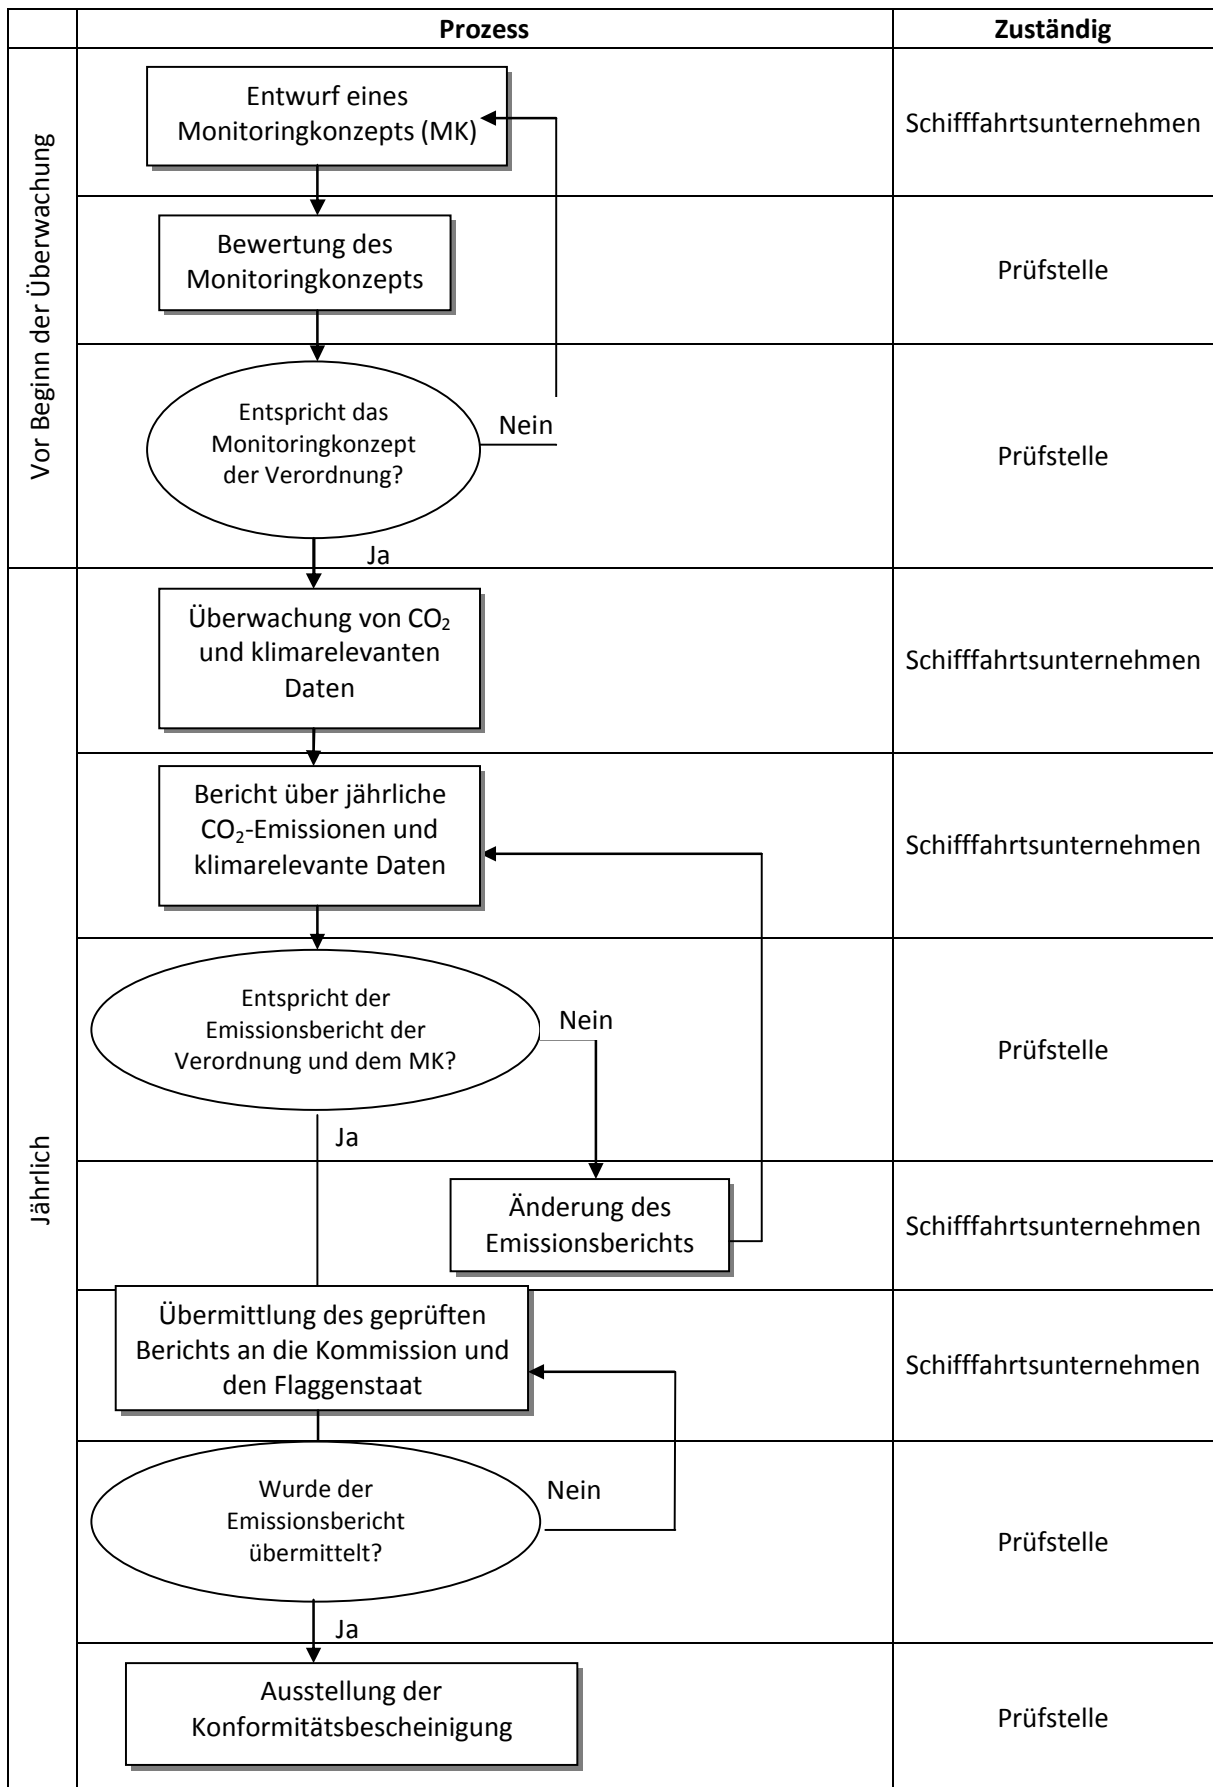 Prozess
Zuständig
Vor Beginn der Überwachung
Entwurf eines
Monitoringkonzepts (MK)
Schifffahrtsunternehmen
Bewertung des
Monitoringkonzepts
Prüfstelle
Entspricht das
Monitoringkonzept
der Verordnung?
Nein
Prüfstelle
Ja
Jährlich
Überwachung von CO₂
und klimarelevanten
Daten
Schifffahrtsunternehmen
Bericht über jährliche
CO₂-Emissionen und
klimarelevante Daten
Schifffahrtsunternehmen
Entspricht der
Emissionsbericht der
Verordnung und dem MK?
Nein
Prüfstelle
Ja
Änderung des
Emissionsberichts
Schifffahrtsunternehmen
Übermittlung des geprüften
Berichts an die Kommission und
den Flaggenstaat
Schifffahrtsunternehmen
Wurde der
Emissionsbericht
übermittelt?
Nein
Prüfstelle
Ja
Ausstellung der
Konformitätsbescheinigung
Prüfstelle